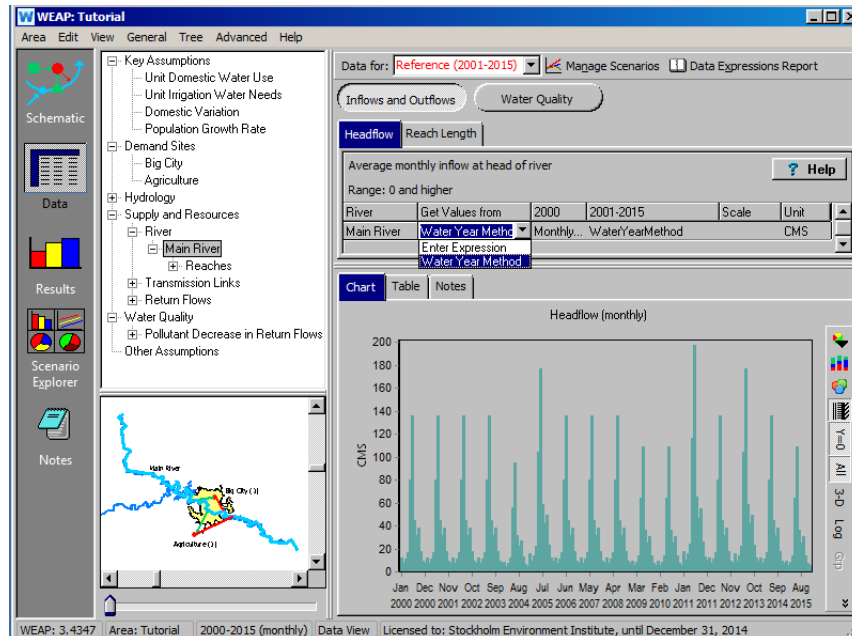 WEAP: Tutorial
Area Edit View General Tree Advanced Help
Schematic
Data
Results
Scenario
Explorer
Notes
Key Assumptions
Unit Domestic Water Use
Unit Irrigation Water Needs
Domestic Variation
Population Growth Rate
Demand Sites
Big City
Agriculture
Hydrology
Supply and Resources
River
Main River
Reaches
Transmission Links
Return Flows
Water Quality
Pollutant Decrease in Return Flows
Other Assumptions
Main River
Big City (1)
Agriculture (1)
Data for: Reference (2001-2015) Manage Scenarios Data Expressions Report
Inflows and Outflows Water Quality
Headflow Reach Length
Average monthly inflow at head of river
? Help
Range: 0 and higher
River Get Values from 2000 2001-2015 Scale Unit
Main River Water Year Metho Monthly... WaterYearMethod CMS
Enter Expression
Water Year Method
Chart Table Notes
Headflow (monthly)
CMS
200
180
160
140
120
100
80
60
40
20
0
Jan Dec Nov Oct Sep Aug Jul Jun May Apr Mar Feb Jan Dec Nov Oct Sep Aug
2000 2000 2001 2002 2003 2004 2005 2006 2007 2008 2009 2010 2011 2011 2012 2013 2014 2015
Y=0
All
3-D
Log
Grp
WEAP: 3.4347 Area: Tutorial 2000-2015 (monthly) Data View Licensed to: Stockholm Environment Institute, until December 31, 2014